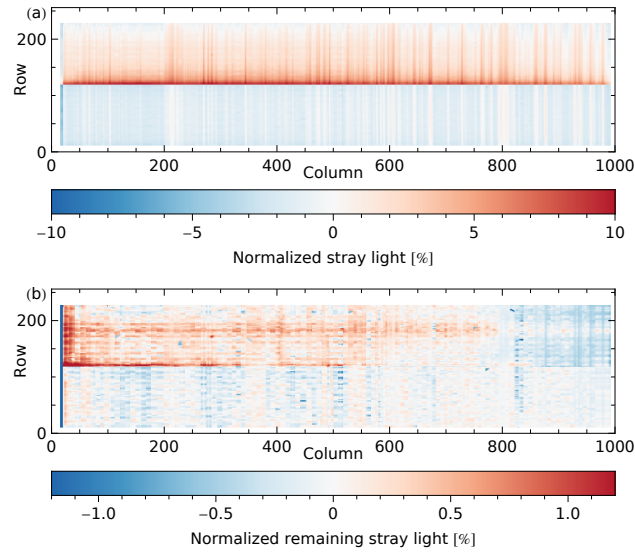 (a)
200
Row
100
0
0 200 400 600 800 1000
Column
−10 −5 0 5 10
Normalized stray light [%]
(b)
200
Row
100
0
0 200 400 600 800 1000
Column
−1.0 −0.5 0 0.5 1.0
Normalized remaining stray light [%]